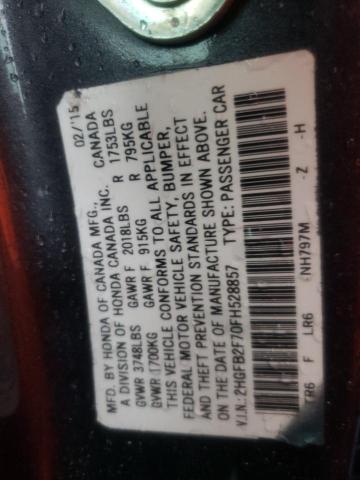 MFD. BY HONDA OF CANADA MFG., 02/'15
A DIVISION OF HONDA CANADA INC. CANADA
GVWR 3748LBS GAWR F 2018LBS R 1753LBS
GVWR 1700KG GAWR F 915KG R 795KG
THIS VEHICLE CONFORMS TO ALL APPLICABLE
FEDERAL MOTOR VEHICLE SAFETY, BUMPER,
AND THEFT PREVENTION STANDARDS IN EFFECT
ON THE DATE OF MANUFACTURE SHOWN ABOVE.
V.I.N.: 2HGFB2F70FH528857 TYPE: PASSENGER CAR
TR6 F LR6 NH797M -Z -H